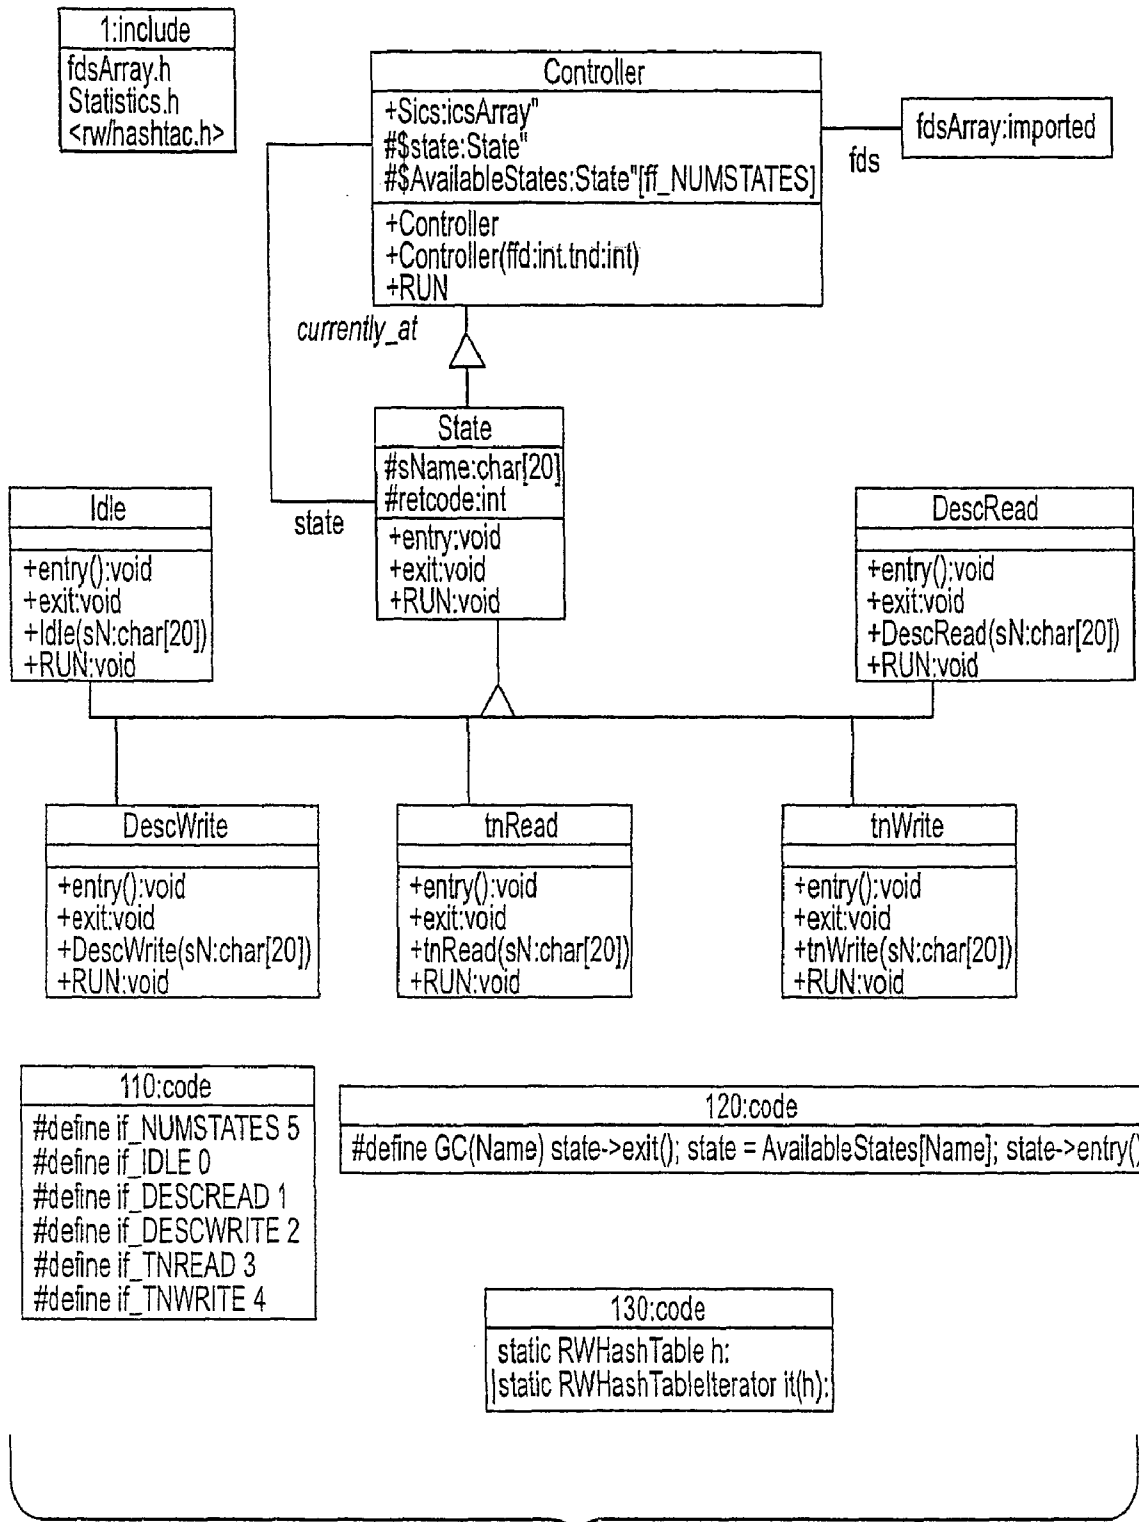 1:include
fdsArray.h
Statistics.h
<rw/hashtac.h>
Controller
+Sics:icsArray"
#$state:State"
#$AvailableStates:State"[ff_NUMSTATES]
+Controller
+Controller(ffd:int.tnd:int)
+RUN
fdsArray:imported
fds
currently_at
State
#sName:char[20]
#retcode:int
+entry:void
+exit:void
+RUN:void
state
Idle
+entry():void
+exit:void
+Idle(sN:char[20])
+RUN:void
DescRead
+entry():void
+exit:void
+DescRead(sN:char[20])
+RUN:void
DescWrite
+entry():void
+exit:void
+DescWrite(sN:char[20])
+RUN:void
tnRead
+entry():void
+exit:void
+tnRead(sN:char[20])
+RUN:void
tnWrite
+entry():void
+exit:void
+tnWrite(sN:char[20])
+RUN:void
110:code
#define if_NUMSTATES 5
#define if_IDLE 0
#define if_DESCREAD 1
#define if_DESCWRITE 2
#define if_TNREAD 3
#define if_TNWRITE 4
120:code
#define GC(Name) state->exit(); state = AvailableStates[Name]; state->entry()
130:code
static RWHashTable h:
static RWHashTableIterator it(h):